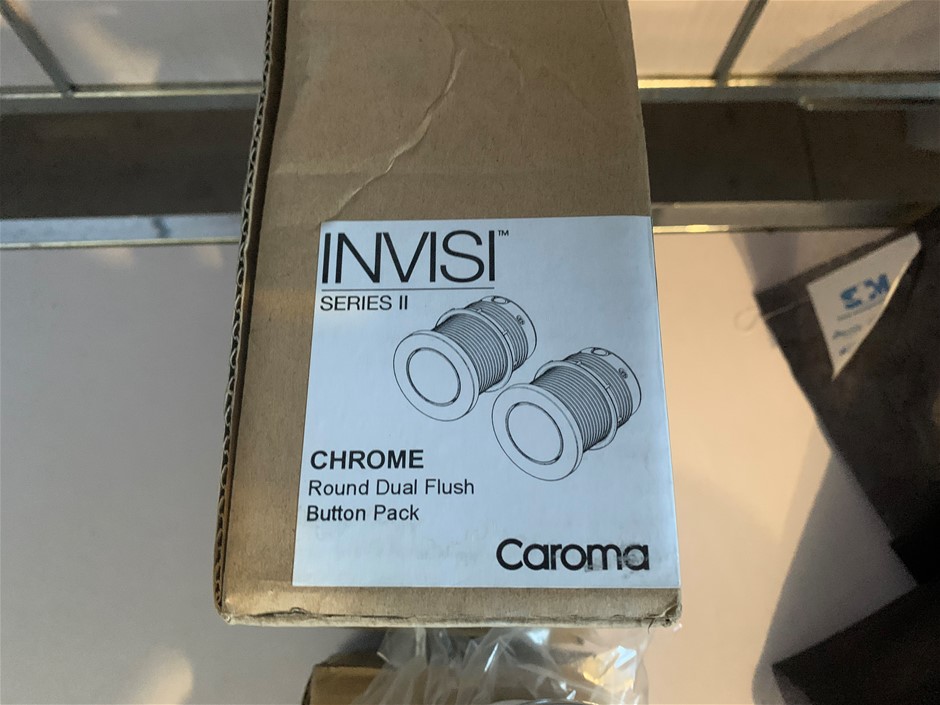 INVISI™
SERIES II
CHROME
Round Dual Flush
Button Pack
Caroma